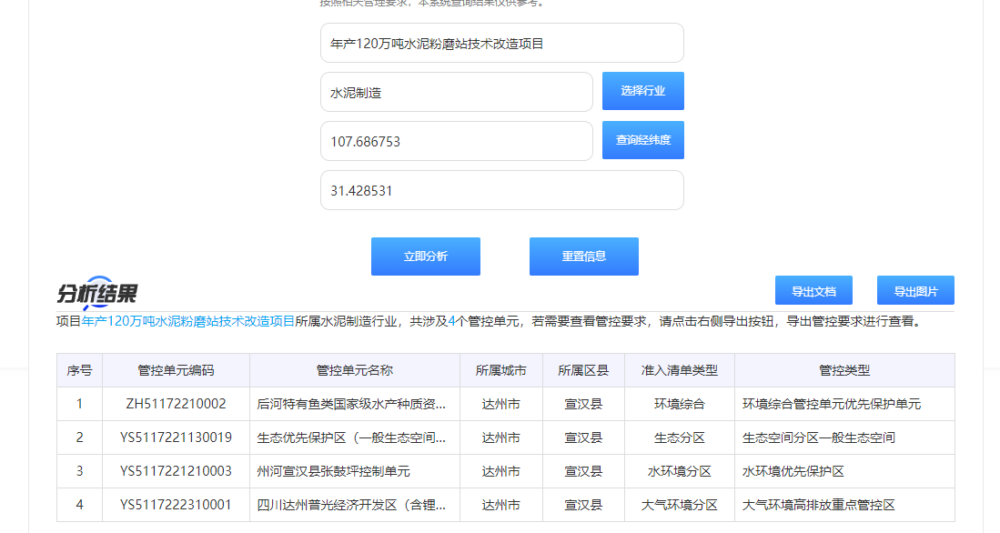 按照相关管理要求，本系统查询结果仅供参考。
年产120万吨水泥粉磨站技术改造项目
水泥制造
选择行业
107.686753
查询经纬度
31.428531
立即分析 重置信息
分析结果 导出文档 导出图片
项目年产120万吨水泥粉磨站技术改造项目所属水泥制造行业，共涉及4个管控单元，若需要查看管控要求，请点击右侧导出按钮，导出管控要求进行查看。
序号 管控单元编码 管控单元名称 所属城市 所属区县 准入清单类型 管控类型
1 ZH51172210002 后河特有鱼类国家级水产种质资... 达州市 宣汉县 环境综合 环境综合管控单元优先保护单元
2 YS5117221130019 生态优先保护区（一般生态空间... 达州市 宣汉县 生态分区 生态空间分区一般生态空间
3 YS5117221210003 州河宣汉县张鼓坪控制单元 达州市 宣汉县 水环境分区 水环境优先保护区
4 YS5117222310001 四川达州普光经济开发区（含锂... 达州市 宣汉县 大气环境分区 大气环境高排放重点管控区